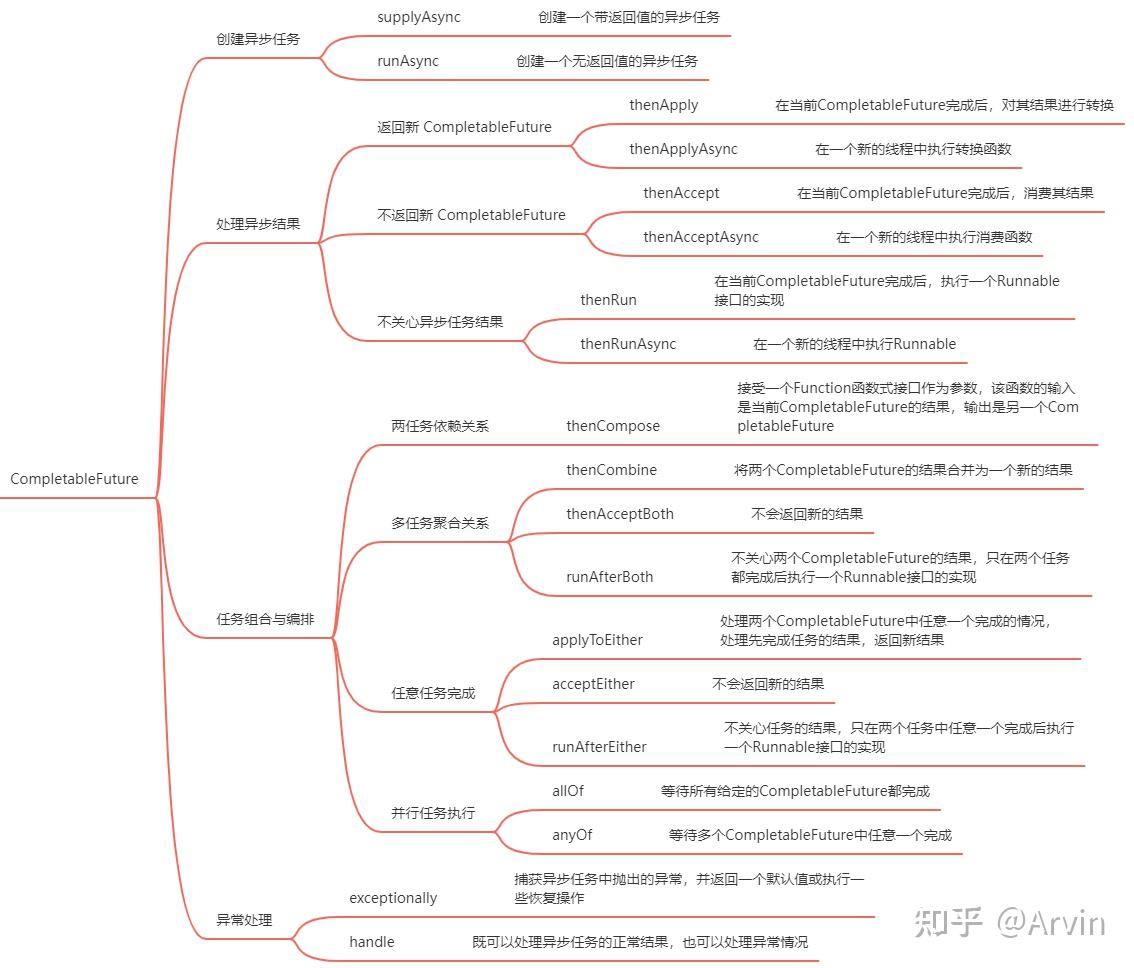 CompletableFuture
创建异步任务
supplyAsync 创建一个带返回值的异步任务
runAsync 创建一个无返回值的异步任务
处理异步结果
返回新 CompletableFuture
thenApply 在当前CompletableFuture完成后，对其结果进行转换
thenApplyAsync 在一个新的线程中执行转换函数
不返回新 CompletableFuture
thenAccept 在当前CompletableFuture完成后，消费其结果
thenAcceptAsync 在一个新的线程中执行消费函数
不关心异步任务结果
thenRun
在当前CompletableFuture完成后，执行一个Runnable
接口的实现
thenRunAsync 在一个新的线程中执行Runnable
任务组合与编排
两任务依赖关系
thenCompose
接受一个Function函数式接口作为参数，该函数的输入
是当前CompletableFuture的结果，输出是另一个Com
pletableFuture
多任务聚合关系
thenCombine 将两个CompletableFuture的结果合并为一个新的结果
thenAcceptBoth 不会返回新的结果
runAfterBoth
不关心两个CompletableFuture的结果，只在两个任务
都完成后执行一个Runnable接口的实现
任意任务完成
applyToEither
处理两个CompletableFuture中任意一个完成的情况，
处理先完成任务的结果，返回新结果
acceptEither 不会返回新的结果
runAfterEither
不关心任务的结果，只在两个任务中任意一个完成后执行
一个Runnable接口的实现
并行任务执行
allOf 等待所有给定的CompletableFuture都完成
anyOf 等待多个CompletableFuture中任意一个完成
异常处理
exceptionally
捕获异步任务中抛出的异常，并返回一个默认值或执行一
些恢复操作
handle 既可以处理异步任务的正常结果，也可以处理异常情况
知乎 @Arvin